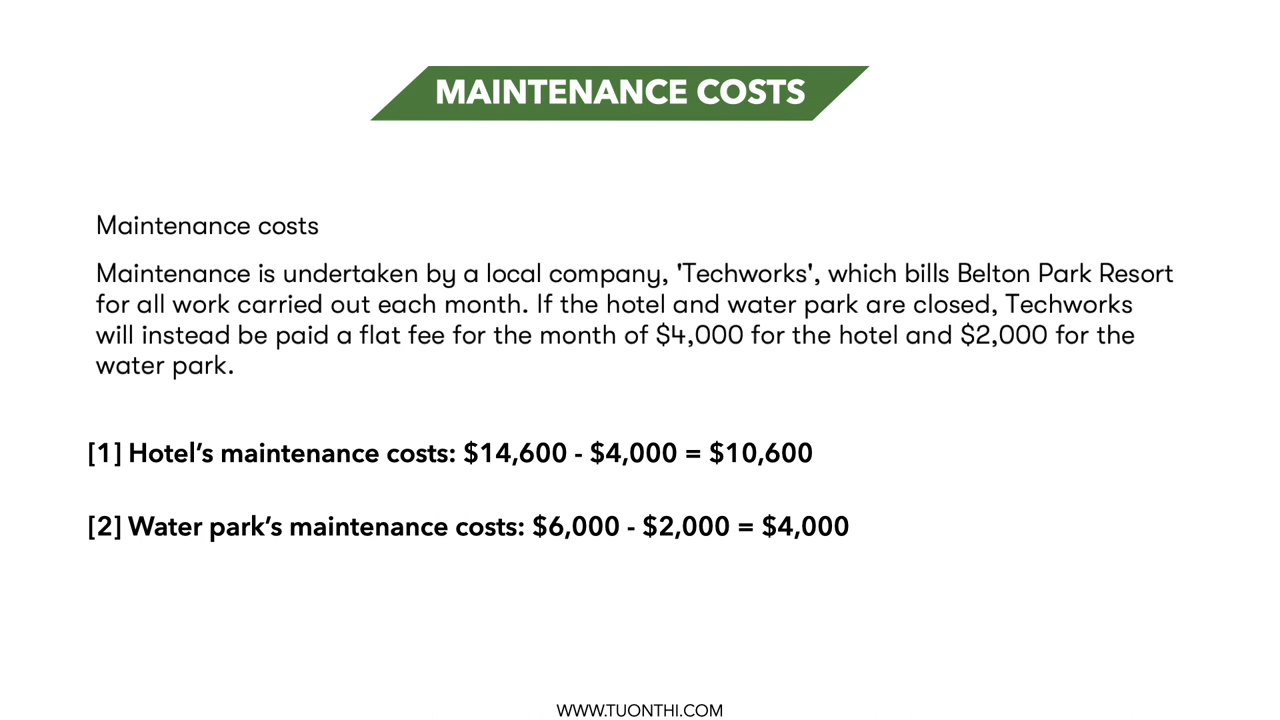 MAINTENANCE COSTS
Maintenance costs
Maintenance is undertaken by a local company, 'Techworks', which bills Belton Park Resort
for all work carried out each month. If the hotel and water park are closed, Techworks
will instead be paid a flat fee for the month of $4,000 for the hotel and $2,000 for the
water park.
[1] Hotel’s maintenance costs: $14,600 - $4,000 = $10,600
[2] Water park’s maintenance costs: $6,000 - $2,000 = $4,000
WWW.TUONTHI.COM